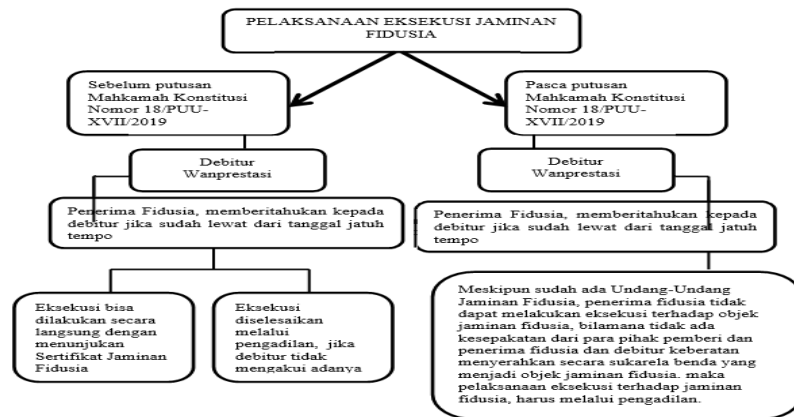 PELAKSANAAN EKSEKUSI JAMINAN
FIDUSIA
Sebelum putusan
Mahkamah Konstitusi
Nomor 18/PUU-
XVII/2019
Pasca putusan
Mahkamah Konstitusi
Nomor 18/PUU-
XVII/2019
Debitur
Wanprestasi
Debitur
Wanprestasi
Penerima Fidusia, memberitahukan kepada
debitur jika sudah lewat dari tanggal jatuh
tempo
Penerima Fidusia, memberitahukan kepada
debitur jika sudah lewat dari tanggal jatuh
tempo
Eksekusi bisa
dilakukan secara
langsung dengan
menunjukan
Sertifikat Jaminan
Fidusia
Eksekusi
diselesaikan
melalui
pengadilan, jika
debitur tidak
mengakui adanya
Meskipun sudah ada Undang-Undang
Jaminan Fidusia, penerima fidusia tidak
dapat melakukan eksekusi terhadap objek
jaminan fidusia, bilamana tidak ada
kesepakatan dari para pihak pemberi dan
penerima fidusia dan debitur keberatan
menyerahkan secara sukarela benda yang
menjadi objek jaminan fidusia. maka
pelaksanaan eksekusi terhadap jaminan
fidusia, harus melalui pengadilan.